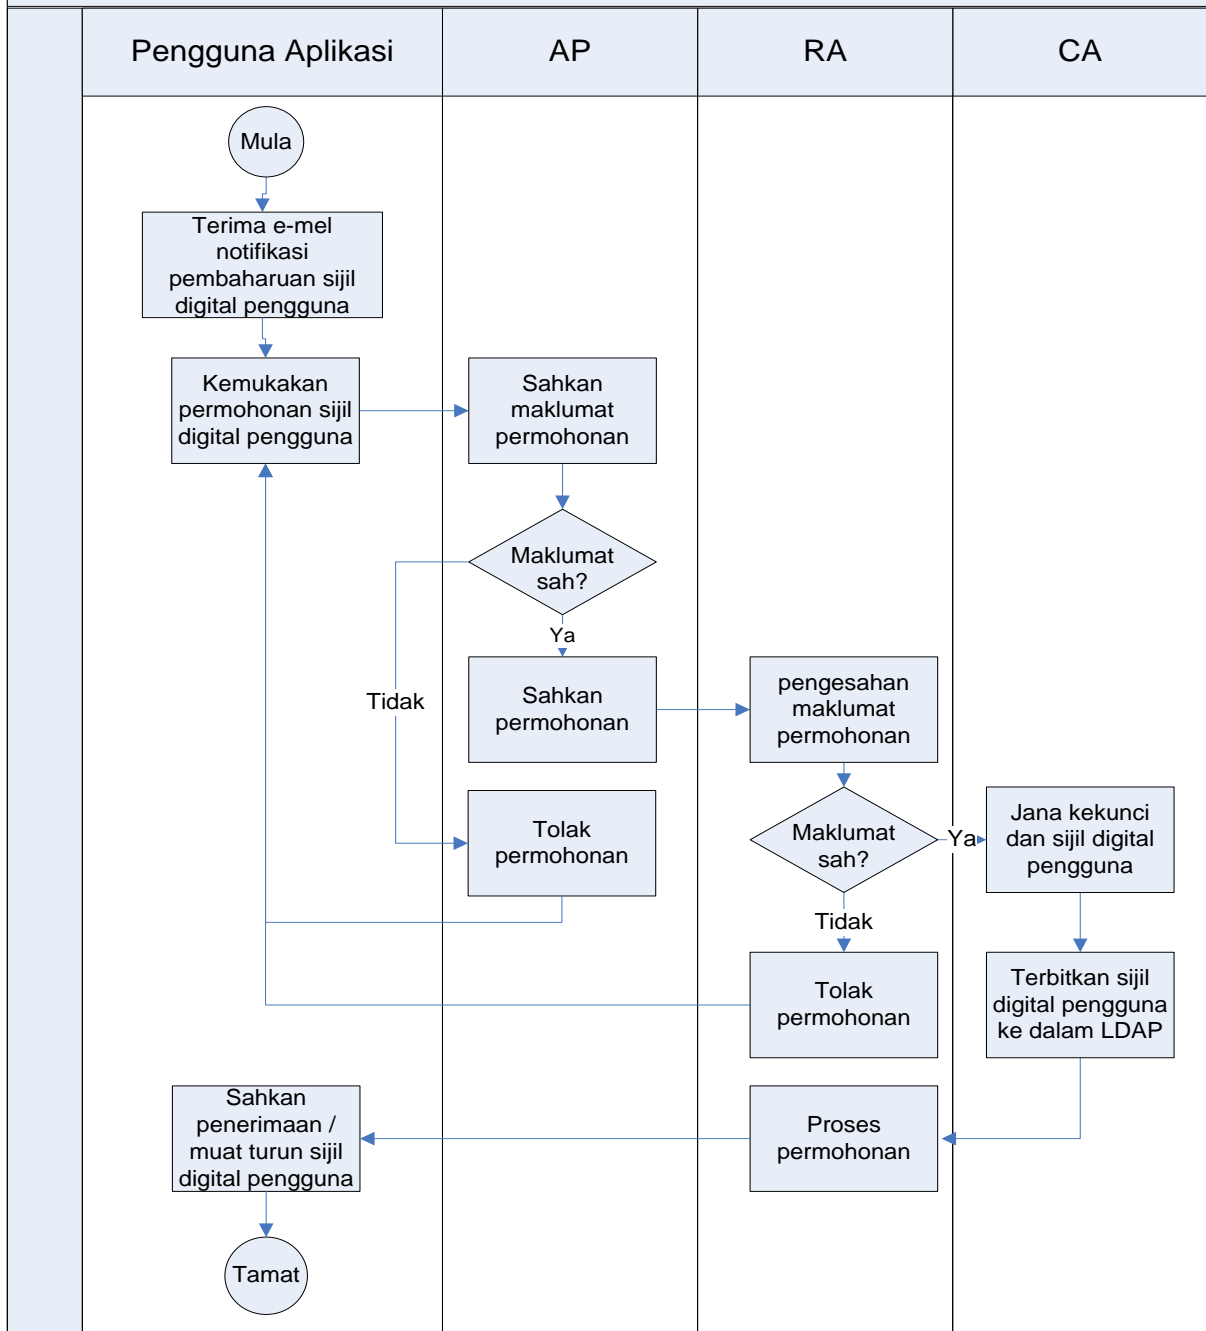 Pengguna Aplikasi
AP
RA
CA
Mula
Terima e-mel
notifikasi
pembaharuan sijil
digital pengguna
Kemukakan
permohonan sijil
digital pengguna
Sahkan
maklumat
permohonan
Maklumat
sah?
Ya
Tidak
Sahkan
permohonan
pengesahan
maklumat
permohonan
Tolak
permohonan
Maklumat
sah?
Ya
Jana kekunci
dan sijil digital
pengguna
Tidak
Tolak
permohonan
Terbitkan sijil
digital pengguna
ke dalam LDAP
Sahkan
penerimaan /
muat turun sijil
digital pengguna
Proses
permohonan
Tamat